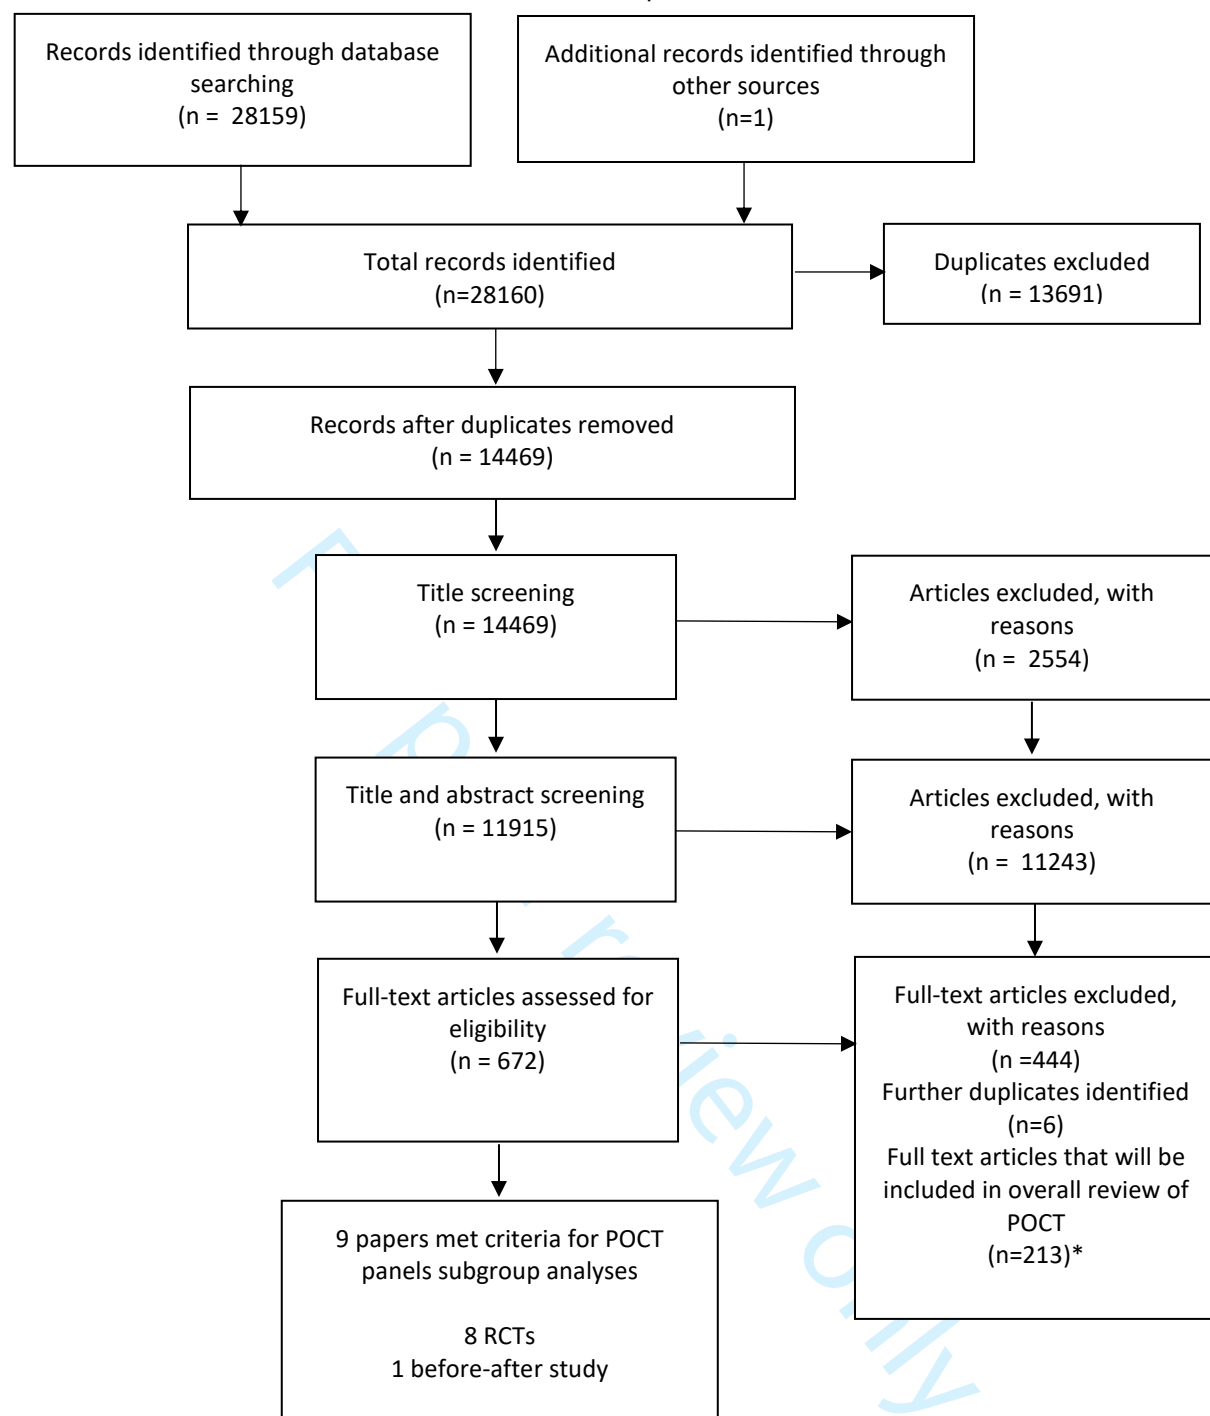 Records identified through database
searching
(n =  28159)
Additional records identified through
other sources
(n=1)
Total records identified
(n=28160)
Duplicates excluded
(n = 13691)
Records after duplicates removed
(n = 14469)
Title screening
(n = 14469)
Articles excluded, with
reasons
(n =  2554)
Title and abstract screening
(n = 11915)
Articles excluded, with
reasons
(n =  11243)
Full-text articles assessed for
eligibility
(n = 672)
Full-text articles excluded,
with reasons
(n =444)
Further duplicates identified
(n=6)
Full text articles that will be
included in overall review of
POCT
(n=213)*
9 papers met criteria for POCT
panels subgroup analyses
8 RCTs
1 before-after study